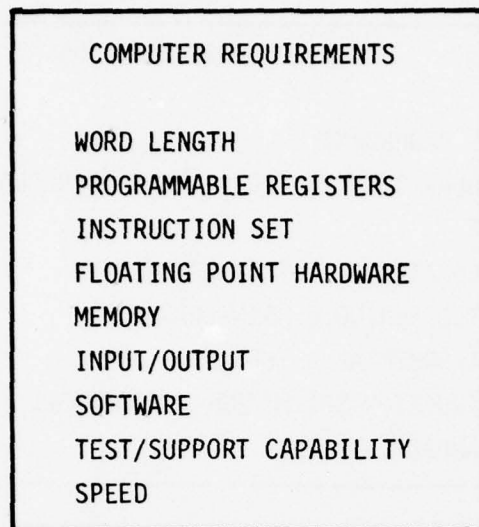 COMPUTER REQUIREMENTS
WORD LENGTH
PROGRAMMABLE REGISTERS
INSTRUCTION SET
FLOATING POINT HARDWARE
MEMORY
INPUT/OUTPUT
SOFTWARE
TEST/SUPPORT CAPABILITY
SPEED